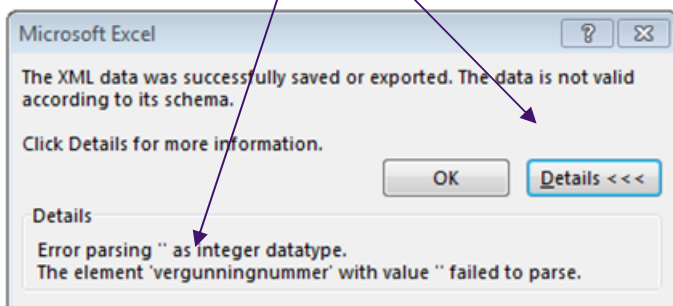 Microsoft Excel
The XML data was successfully saved or exported. The data is not valid
according to its schema.
Click Details for more information.
OK
Details <<<
Details
Error parsing '' as integer datatype.
The element 'vergunningnummer' with value '' failed to parse.